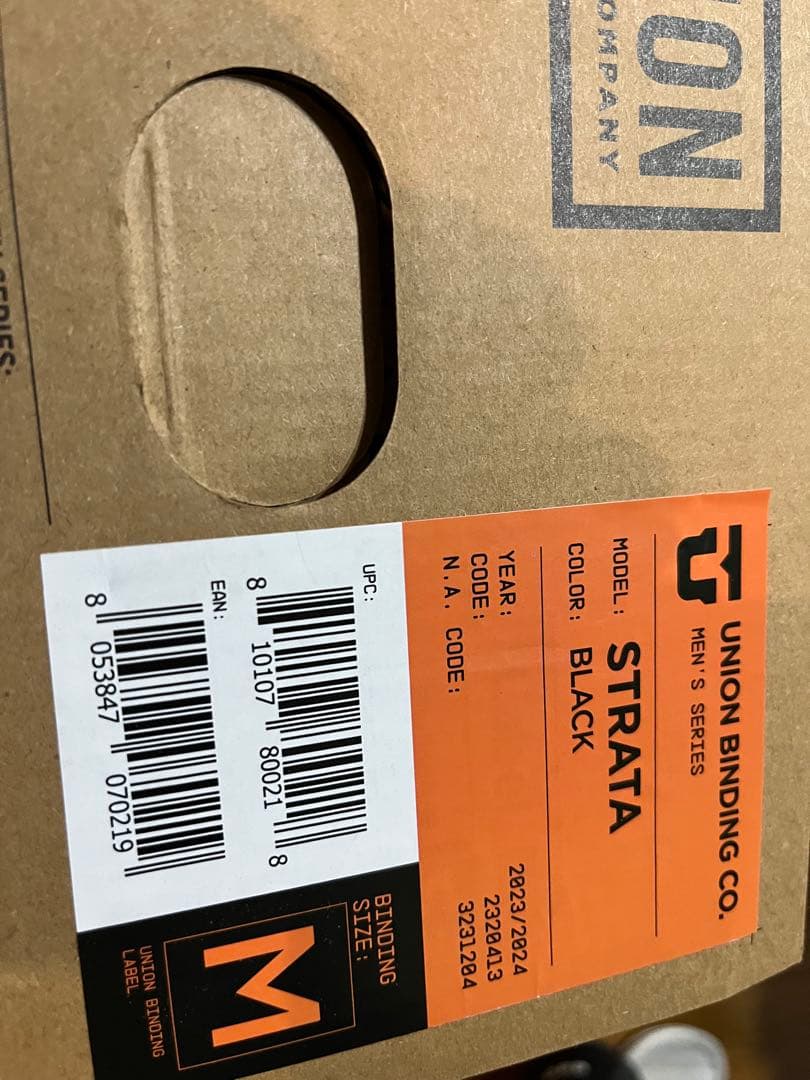 ION
OMPANY
SERIES:
UNION BINDING CO.
MEN'S SERIES
MODEL: STRATA
COLOR: BLACK
YEAR: 2023/2024
CODE: 2320413
N.A. CODE: 3231204
UPC:
8 10107 80021 8
EAN:
8 053847 070219
BINDING
SIZE:
M
UNION BINDING
LABEL